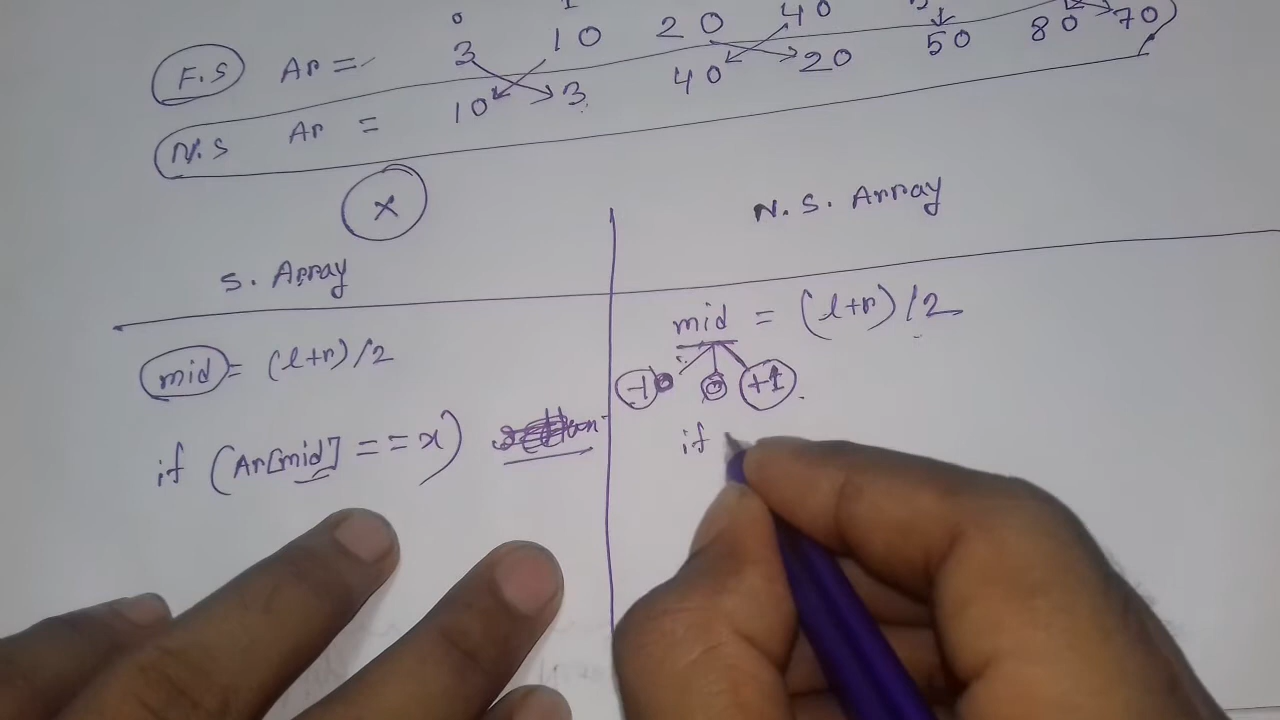 0 1
F.S Ar = 3 10 20 40 50 80 70
N.S Ar = 10 3 40 20
x
S. Array
N. S. Array
mid = (l+r)/2
if (Ar[mid] == x)
mid = (l+r)/2
-1 0 +1
if